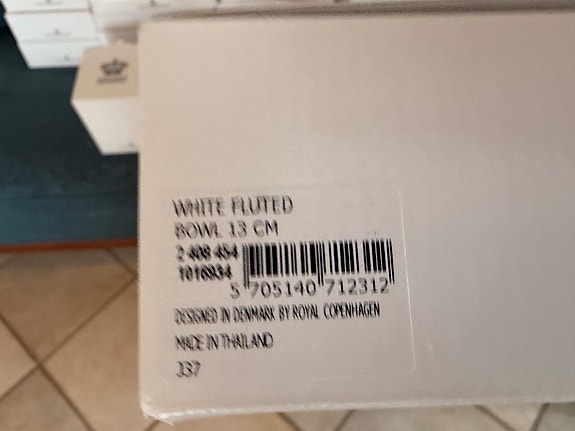 WHITE FLUTED
BOWL 13 CM
2 408 454
1016934
5 705140 712312
DESIGNED IN DENMARK BY ROYAL COPENHAGEN
MADE IN THAILAND
J37